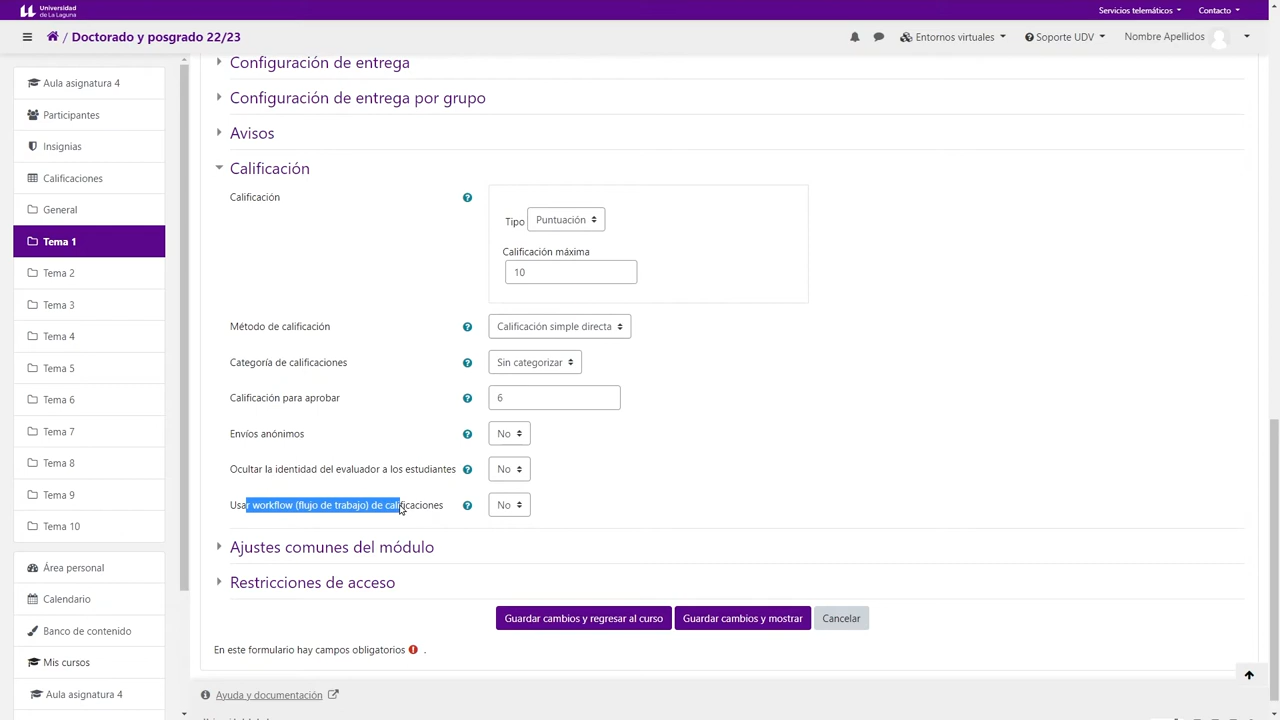 Universidad
de La Laguna
Servicios telemáticos
Contacto
/ Doctorado y posgrado 22/23
Entornos virtuales
Soporte UDV
Nombre Apellidos
Aula asignatura 4
Participantes
Insignias
Calificaciones
General
Tema 1
Tema 2
Tema 3
Tema 4
Tema 5
Tema 6
Tema 7
Tema 8
Tema 9
Tema 10
Área personal
Calendario
Banco de contenido
Mis cursos
Aula asignatura 4
Configuración de entrega
Configuración de entrega por grupo
Avisos
Calificación
Calificación
Tipo Puntuación
Calificación máxima
10
Método de calificación
Calificación simple directa
Categoría de calificaciones
Sin categorizar
Calificación para aprobar
6
Envíos anónimos
No
Ocultar la identidad del evaluador a los estudiantes
No
Usar workflow (flujo de trabajo) de calificaciones
No
Ajustes comunes del módulo
Restricciones de acceso
Guardar cambios y regresar al curso
Guardar cambios y mostrar
Cancelar
En este formulario hay campos obligatorios .
Ayuda y documentación